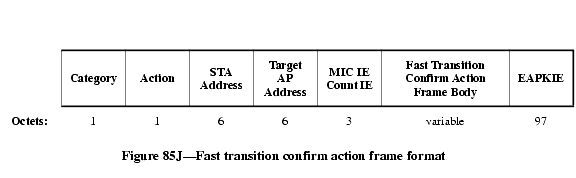 Category Action STA Address Target AP Address MIC IE Count IE Fast Transition Confirm Action Frame Body EAPKIE
Octets: 1 1 6 6 3 variable 97
Figure 85J—Fast transition confirm action frame format